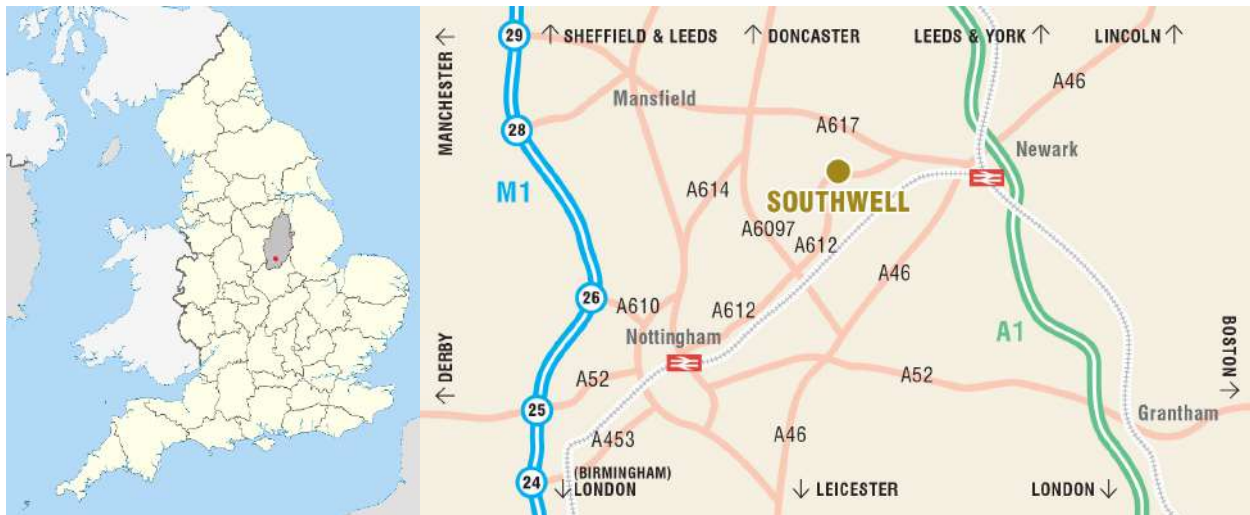 29
SHEFFIELD & LEEDS
DONCASTER
LEEDS & YORK
LINCOLN
MANCHESTER
A46
Mansfield
28
A617
Newark
M1
A614
SOUTHWELL
A6097
A612
A46
26
A610
A612
Nottingham
A1
BOSTON
DERBY
A52
A52
25
Grantham
A453
A46
(BIRMINGHAM)
24
LONDON
LEICESTER
LONDON